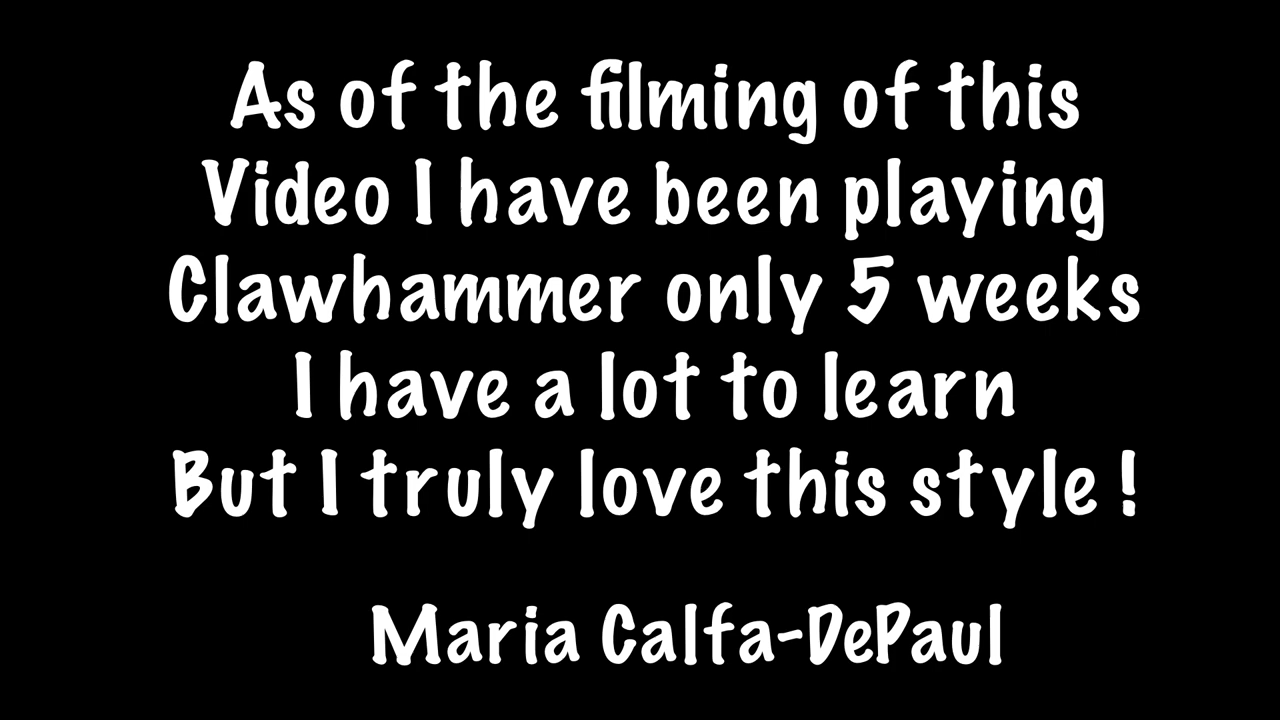 As of the filming of this
Video I have been playing
Clawhammer only 5 weeks
I have a lot to learn
But I truly love this style !
Maria Calfa-DePaul